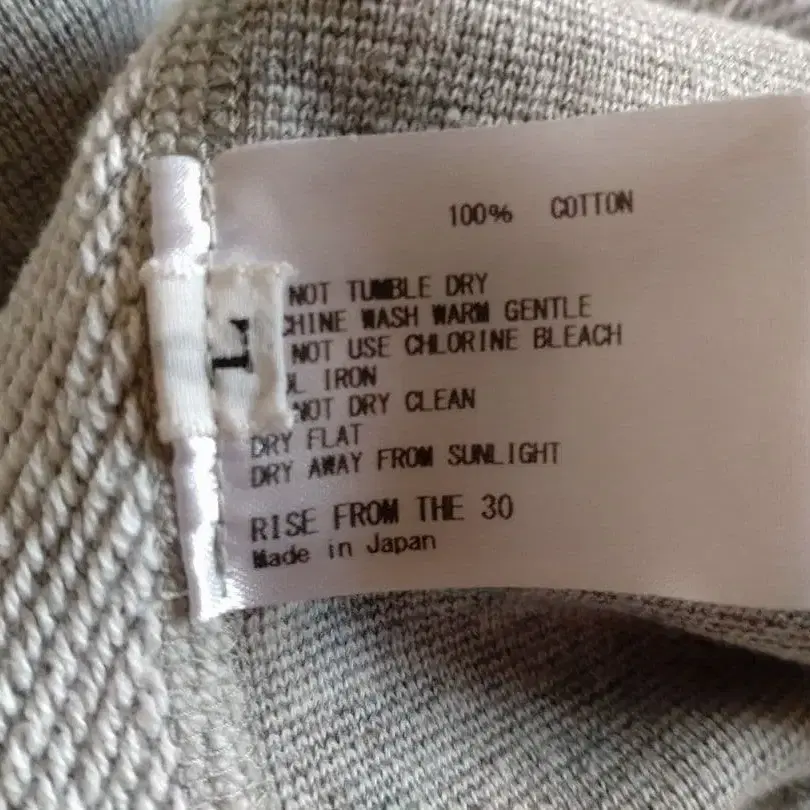 100% COTTON
NOT TUMBLE DRY
CHINE WASH WARM GENTLE
NOT USE CHLORINE BLEACH
L IRON
NOT DRY CLEAN
DRY FLAT
DRY AWAY FROM SUNLIGHT
RISE FROM THE 30
Made in Japan
L